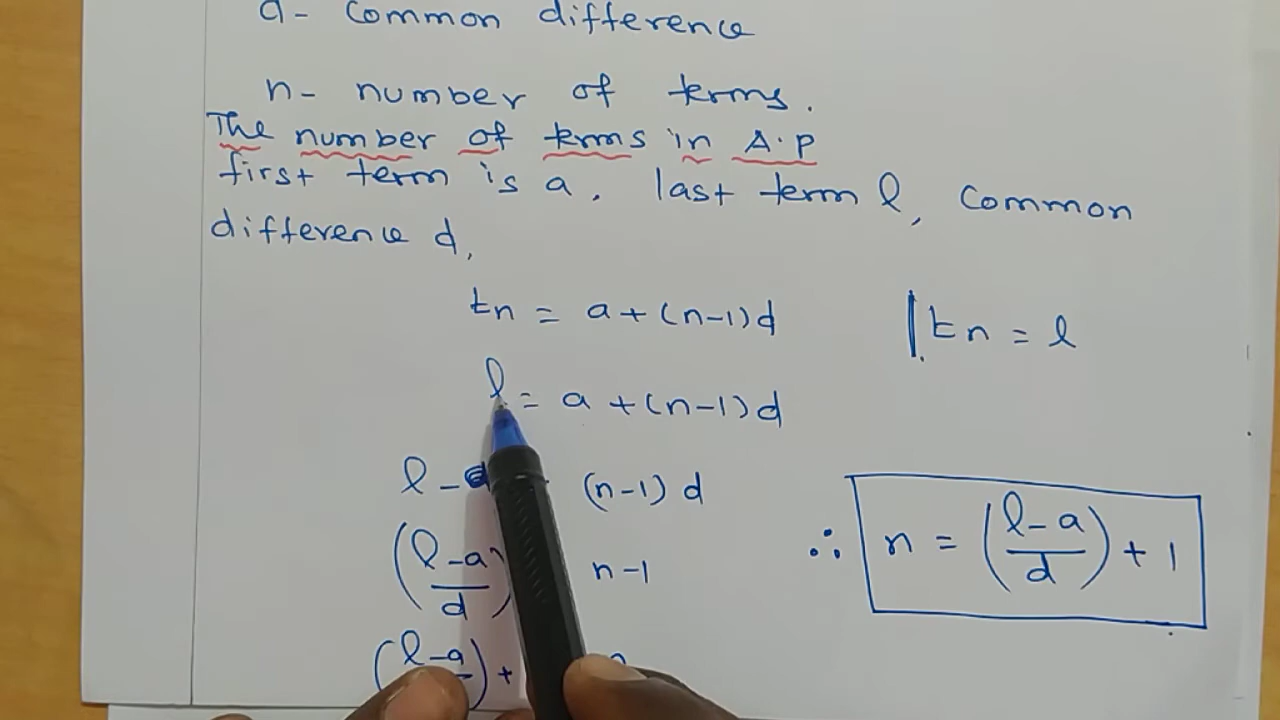 d- Common difference
n- number of terms.
The number of terms in A.P
first term is a. last term l, Common
difference d,
tn = a+(n-1)d | tn = l
l = a +(n-1)d
l - (n-1) d
(l-a/d) n-1
∴ n = (l-a/d) + 1
(l-a) + n